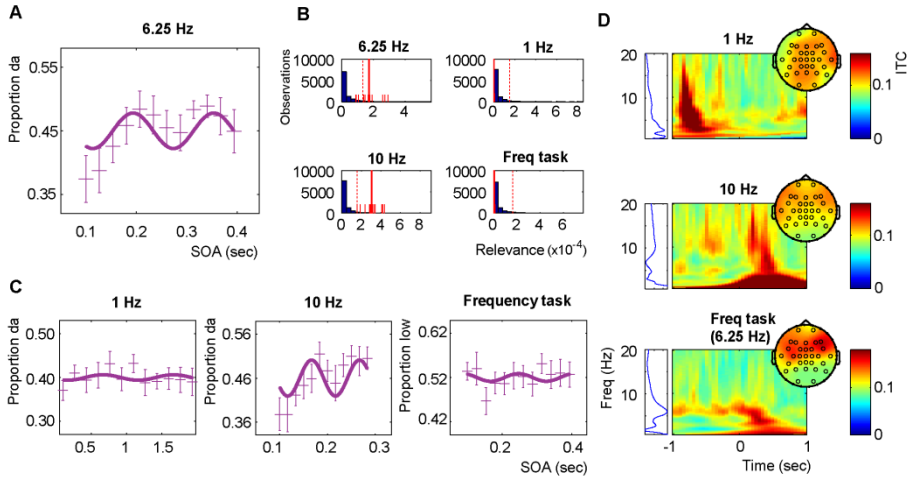 A
6.25 Hz
Proportion da
0.55
0.45
0.35
0.1
0.2
0.3
0.4
SOA (sec)
B
6.25 Hz
1 Hz
Observations
10000
5000
0
0
2
4
10000
5000
0
0
2
4
6
8
10 Hz
Freq task
10000
5000
0
0
2
4
6
8
10000
5000
0
0
2
4
6
Relevance (x10-4)
C
1 Hz
Proportion da
0.50
0.40
0.30
0.1
1
1.5
10 Hz
Proportion da
0.56
0.46
0.36
0.1
0.2
0.3
Frequency task
Proportion low
0.62
0.52
0.42
0.2
0.4
SOA (sec)
D
1 Hz
20
10
ITC
0.1
0
10 Hz
20
10
0.1
0
Freq task
(6.25 Hz)
Freq (Hz)
20
10
0.1
0
-1
0
1
Time (sec)